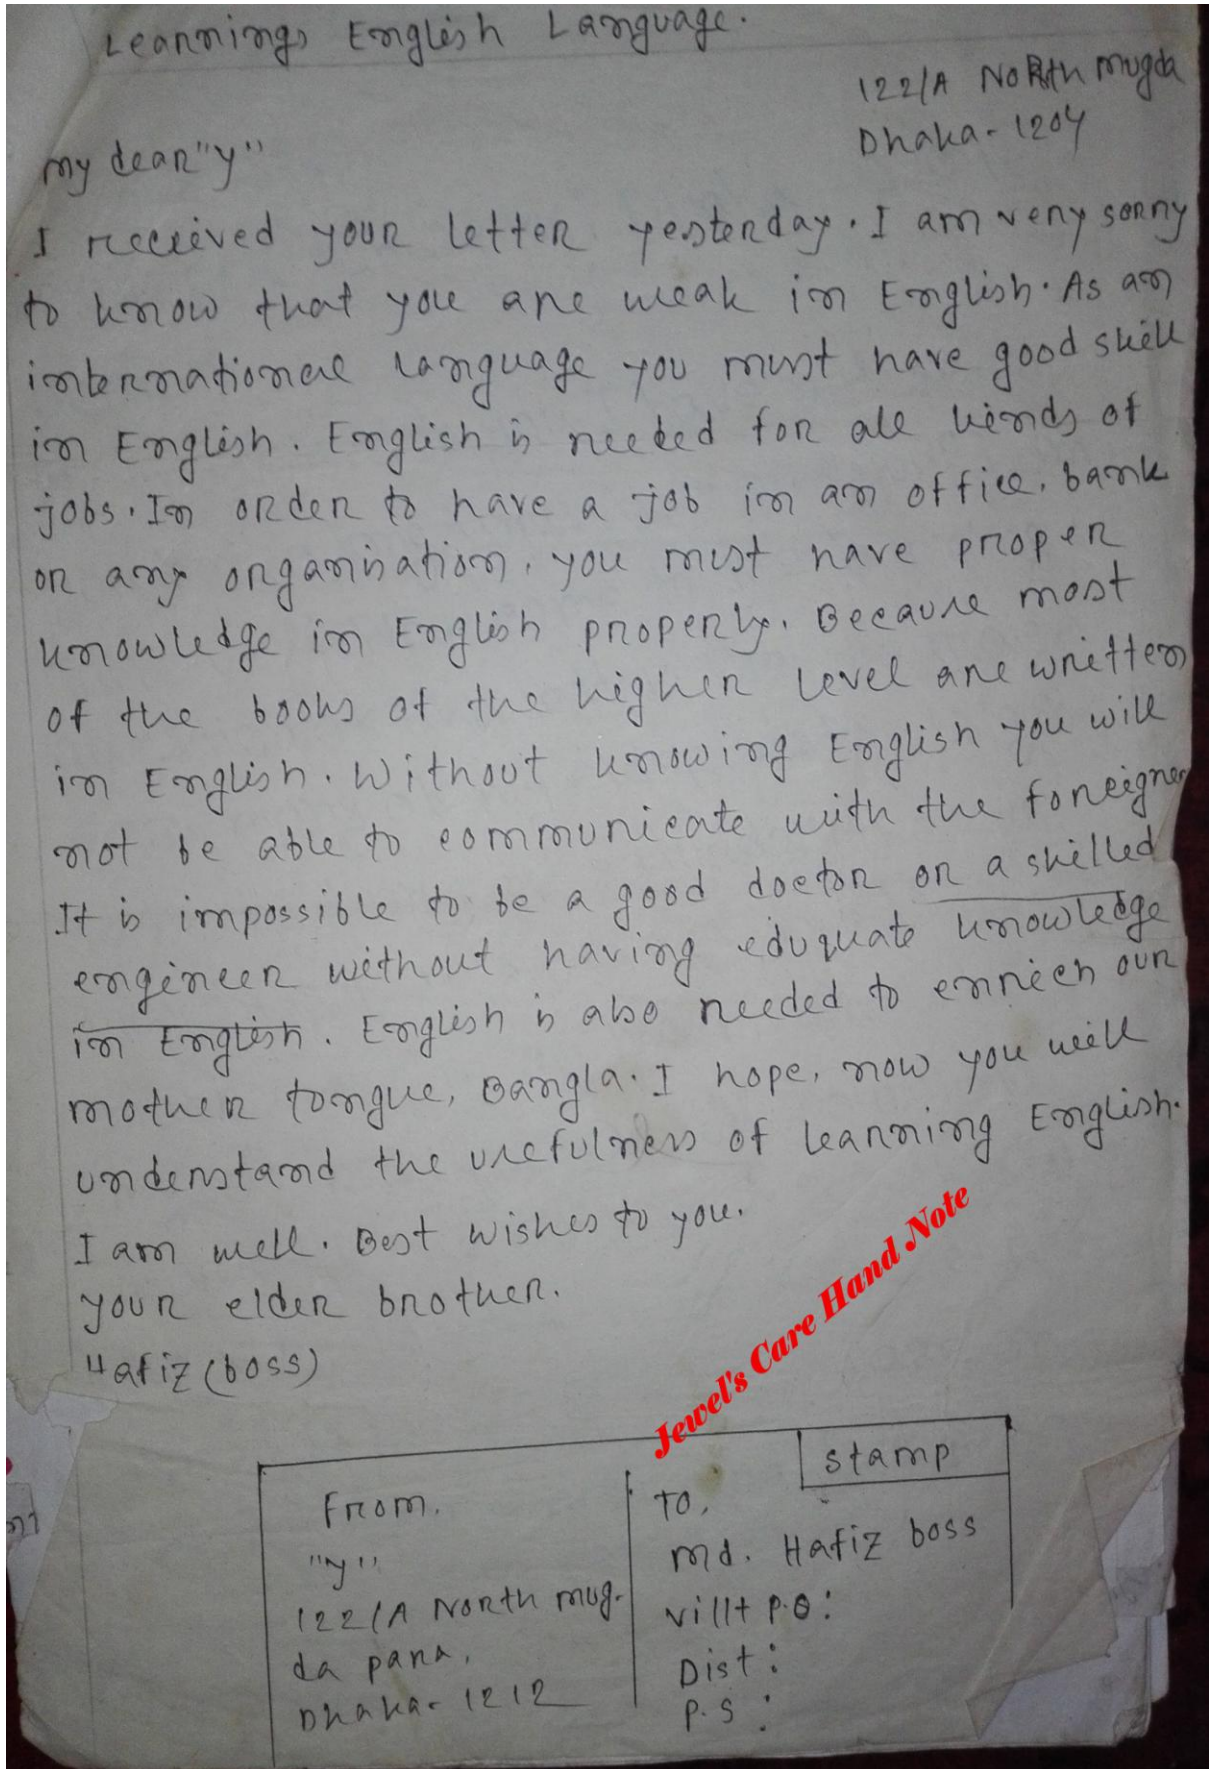 Learnings English Language.
122/A North mugda
Dhaka-1204
my dear "y"
I received your letter yesterday. I am very sorry
to know that you are weak in English. As an
international language you must have good skill
in English. English is needed for all kinds of
jobs. In order to have a job in an office, bank
or any organisation, you must have proper
knowledge in English properly. Because most
of the books of the higher level are written
in English. Without knowing English you will
not be able to communicate with the foreigner
It is impossible to be a good doctor or a skilled
engineer without having eduquate knowledge
in English. English is also needed to enrich our
mother tongue, Bangla. I hope, now you will
understand the usefulness of learning English.
I am well. Best wishes to you.
your elder brother.
Hafiz (boss)
Jewel's Care Hand Note
stamp
From,
"y"
122/A North mug-
da para,
Dhaka-1212
TO,
md. Hafiz boss
vill+ P.O:
Dist:
P.S: